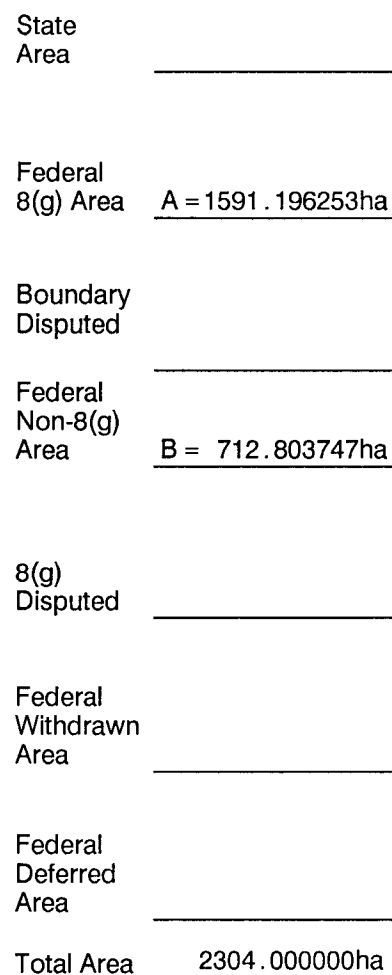 State
Area
Federal
8(g) Area A =1591.196253ha
Boundary
Disputed
Federal
Non-8(g)
Area B = 712.803747ha
8(g)
Disputed
Federal
Withdrawn
Area
Federal
Deferred
Area
Total Area 2304.000000ha